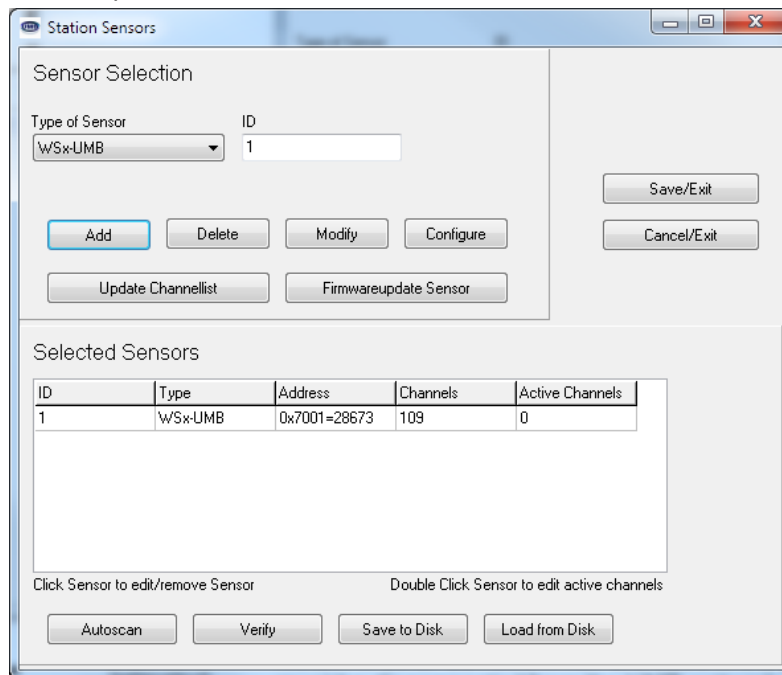 Station Sensors
Sensor Selection
Type of Sensor
ID
WSx-UMB
1
Save/Exit
Add
Delete
Modify
Configure
Cancel/Exit
Update Channellist
Firmwareupdate Sensor
Selected Sensors
ID Type Address Channels Active Channels
1 WSx-UMB 0x7001=28673 109 0
Click Sensor to edit/remove Sensor
Double Click Sensor to edit active channels
Autoscan
Verify
Save to Disk
Load from Disk